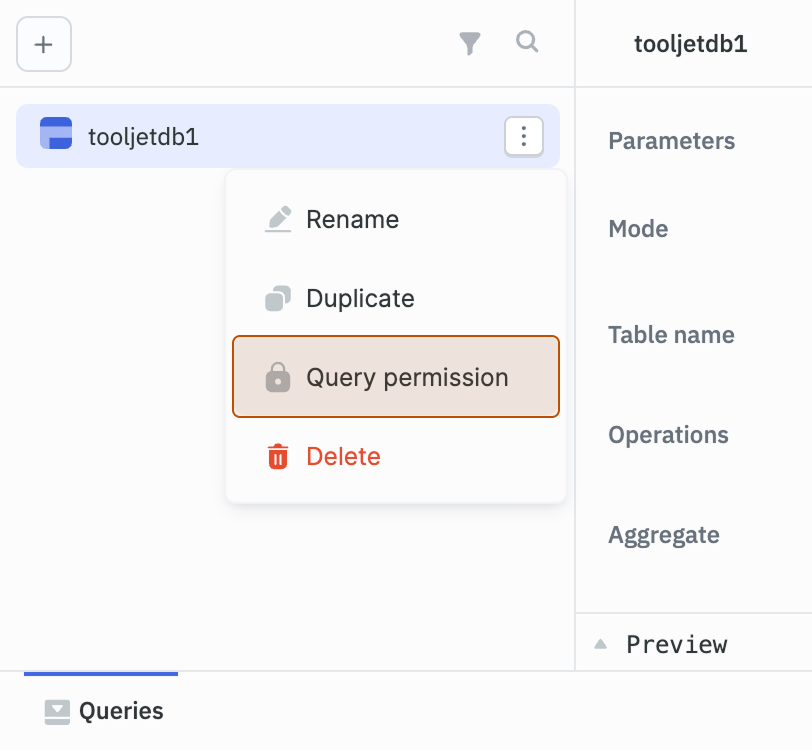 tooljetdb1
tooljetdb1
Rename
Duplicate
Query permission
Delete
Parameters
Mode
Table name
Operations
Aggregate
Preview
Queries